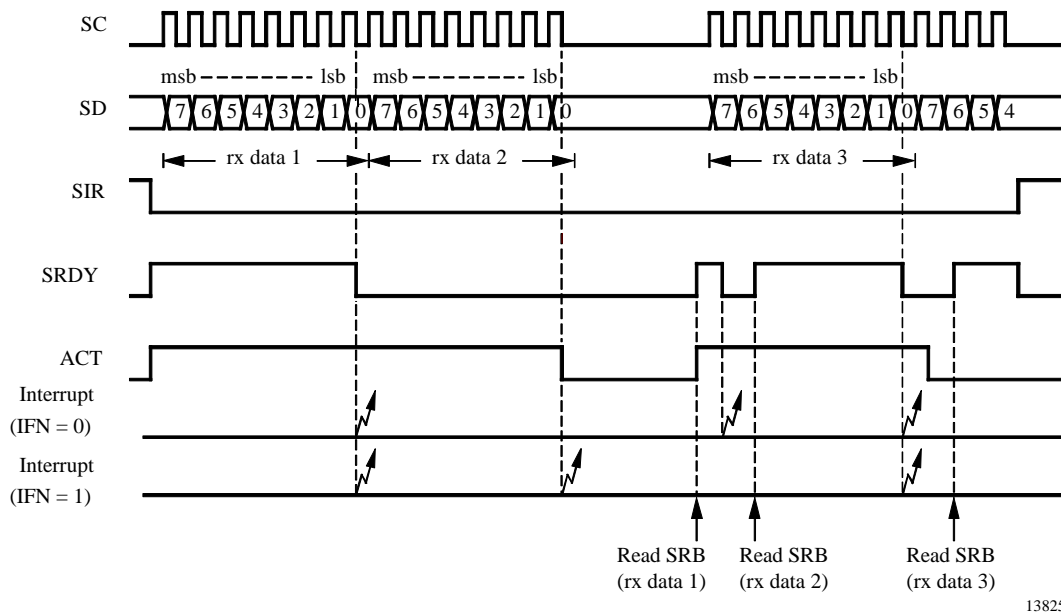 SC
msb lsb msb lsb msb lsb
SD 7 6 5 4 3 2 1 0 7 6 5 4 3 2 1 0 7 6 5 4 3 2 1 0 7 6 5 4
rx data 1 rx data 2 rx data 3
SIR
SRDY
ACT
Interrupt
(IFN = 0)
Interrupt
(IFN = 1)
Read SRB Read SRB Read SRB
(rx data 1) (rx data 2) (rx data 3)